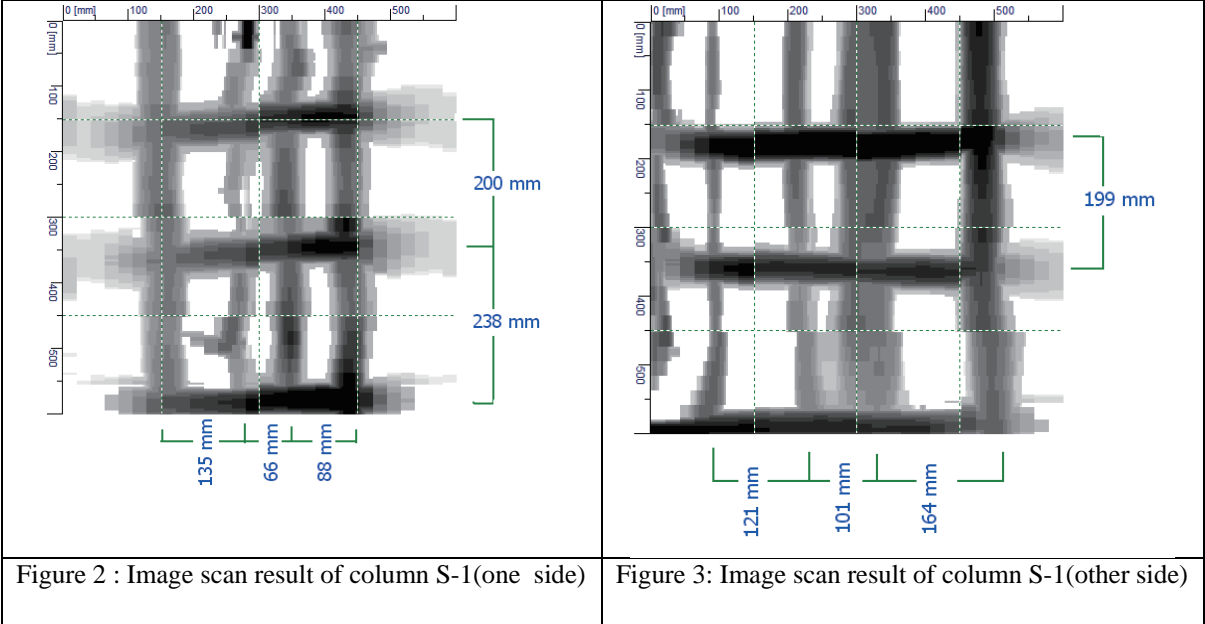 0 [mm] 100 200 300 400 500
0 [mm] 100 200 300 400 500
200 mm
238 mm
135 mm 66 mm 88 mm
Figure 2 : Image scan result of column S-1(one side)
0 [mm] 100 200 300 400 500
0 [mm] 100 200 300 400 500
199 mm
121 mm 101 mm 164 mm
Figure 3: Image scan result of column S-1(other side)